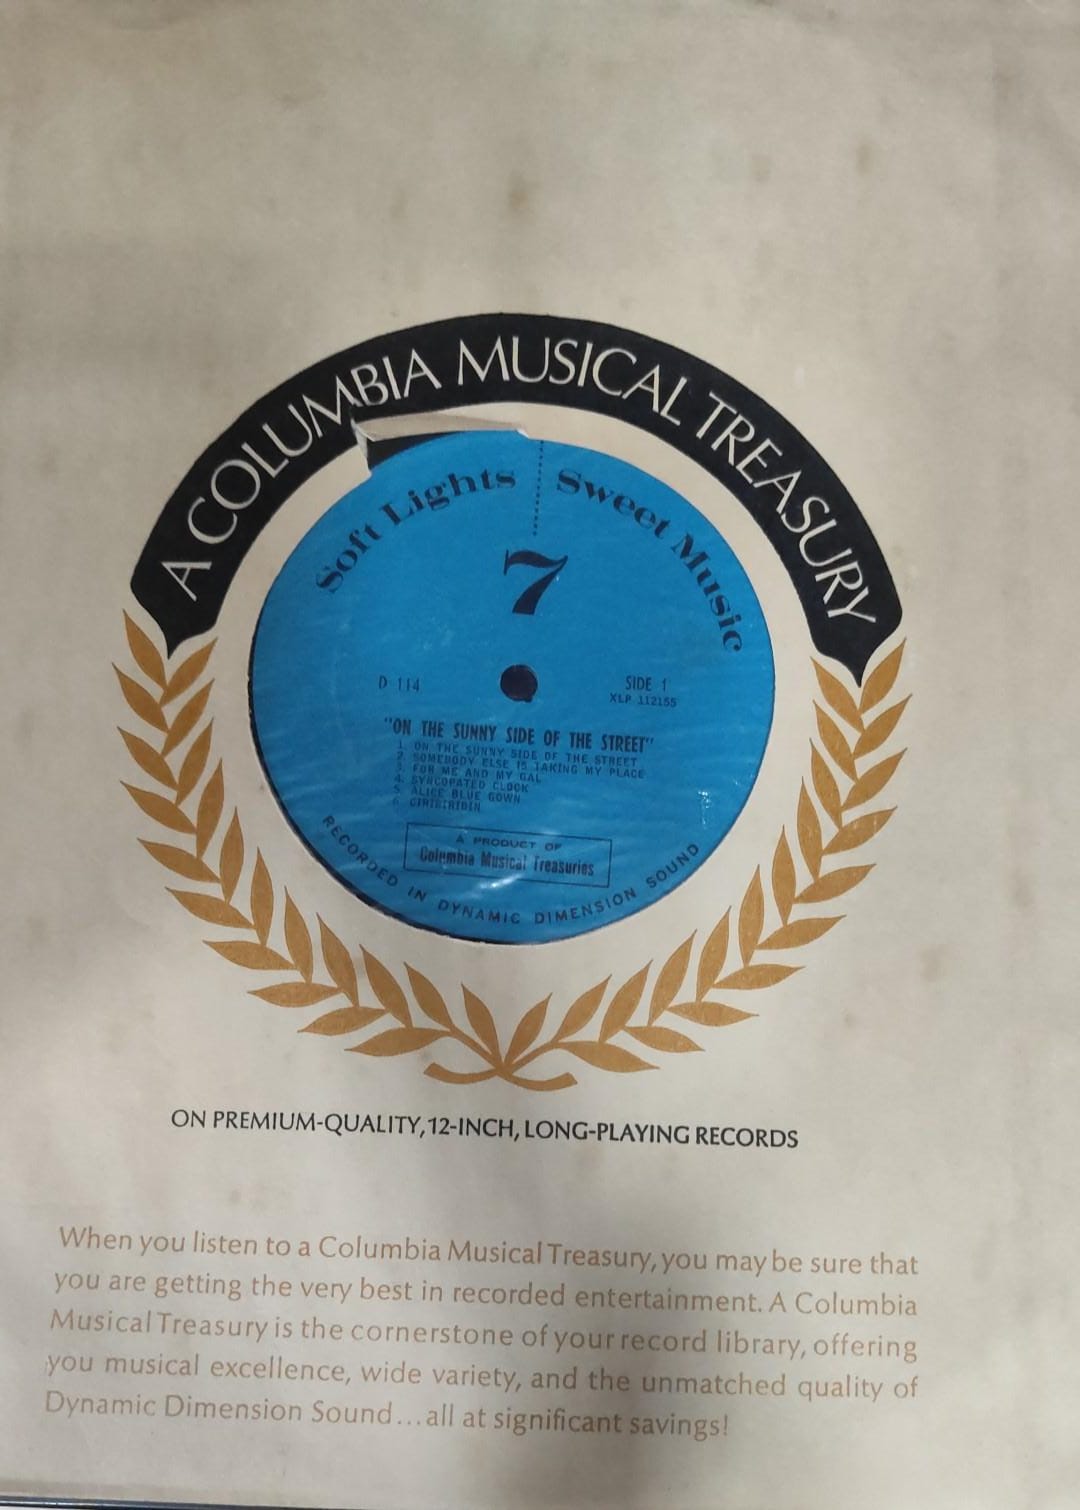 A COLUMBIA MUSICAL TREASURY
Soft Lights Sweet Music
7
D 114
SIDE 1
XLP 112155
"ON THE SUNNY SIDE OF THE STREET"
1. ON THE SUNNY SIDE OF THE STREET
2. SOMEBODY ELSE IS TAKING MY PLACE
3. FOR ME AND MY GAL
4. SYNCOPATED CLOCK
5. ALICE BLUE GOWN
6. CIRIBIRIBIN
A PRODUCT OF
Columbia Musical Treasuries
RECORDED IN DYNAMIC DIMENSION SOUND
ON PREMIUM-QUALITY, 12-INCH, LONG-PLAYING RECORDS
When you listen to a Columbia Musical Treasury, you may be sure that
you are getting the very best in recorded entertainment. A Columbia
Musical Treasury is the cornerstone of your record library, offering
you musical excellence, wide variety, and the unmatched quality of
Dynamic Dimension Sound...all at significant savings!